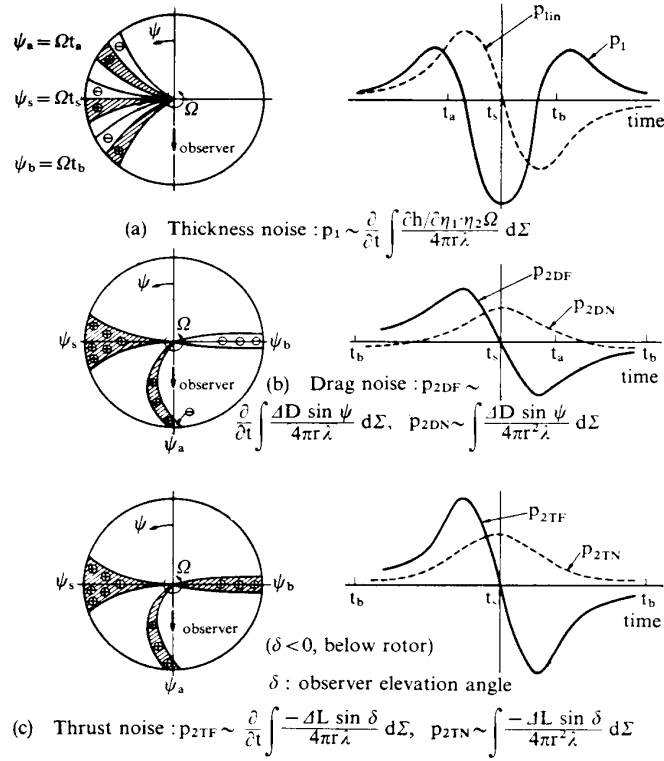 (a)
ψa = Ωta
ψs = Ωts
ψb = Ωtb
ψ
⊖
⊕
⊖
⊕
⊖
⊕
Ω
observer
p1in
p1
ta ts tb
time
(a) Thickness noise : p1 ~ ∂/∂t ∫ ∂h/∂η1·η2Ω / 4πrλ dΣ
ψ
Ω
ψs ⊕ ⊕ ⊕ ⊕ ⊕ ⊖ ⊖ ⊖ ψb
⊕
⊕ ⊖
observer
ψa
p2DF
p2DN
tb ts ta tb
time
(b) Drag noise : p2DF ~
∂/∂t ∫ ΔD sin ψ / 4πrλ dΣ, p2DN ~ ∫ ΔD sin ψ / 4πr²λ dΣ
ψ
Ω
ψs ⊕ ⊕ ⊕ ⊕ ⊕ ⊕ ⊕ ⊕ ψb
⊕
⊕
observer
ψa
p2TF
p2TN
tb ts tb
time
(δ < 0, below rotor)
δ : observer elevation angle
(c) Thrust noise : p2TF ~ ∂/∂t ∫ −ΔL sin δ / 4πrλ dΣ, p2TN ~ ∫ −ΔL sin δ / 4πr²λ dΣ